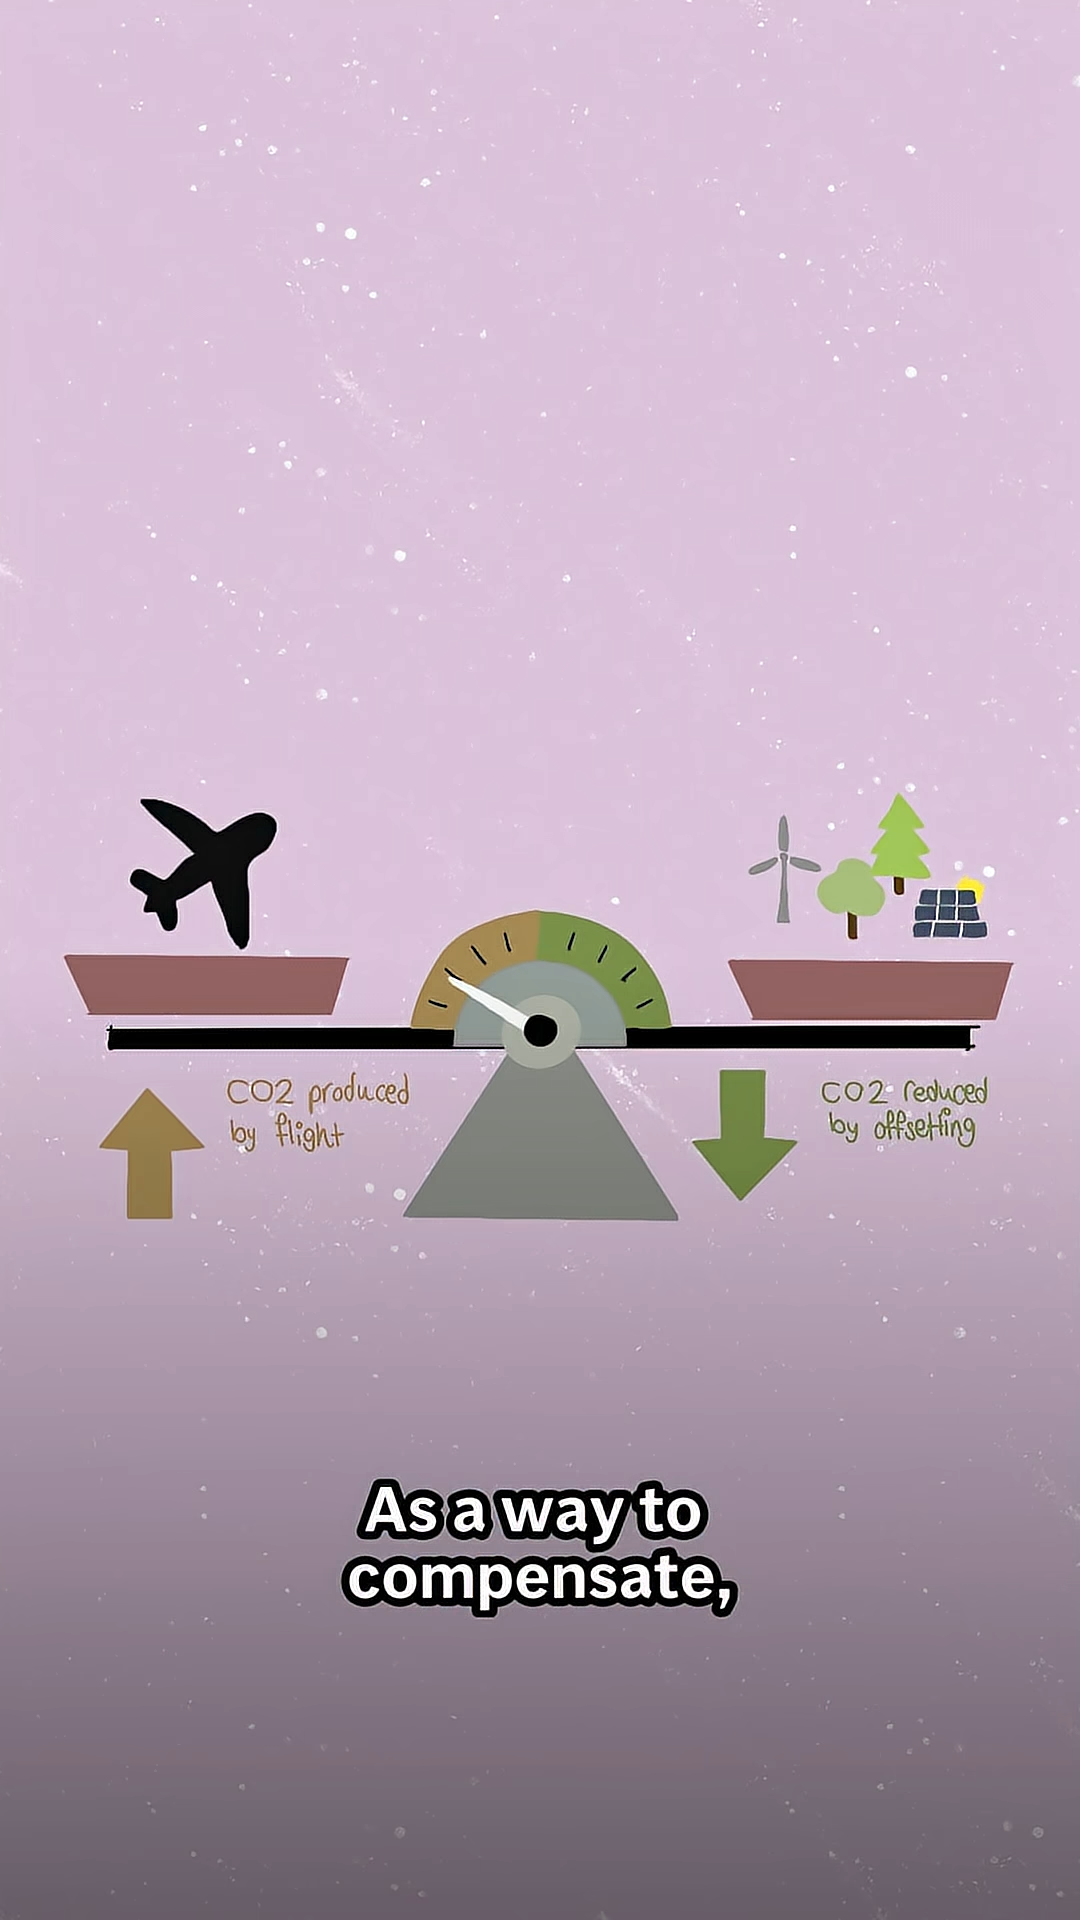 CO2 produced
by flight
CO2 reduced
by offsetting
As a way to
compensate,